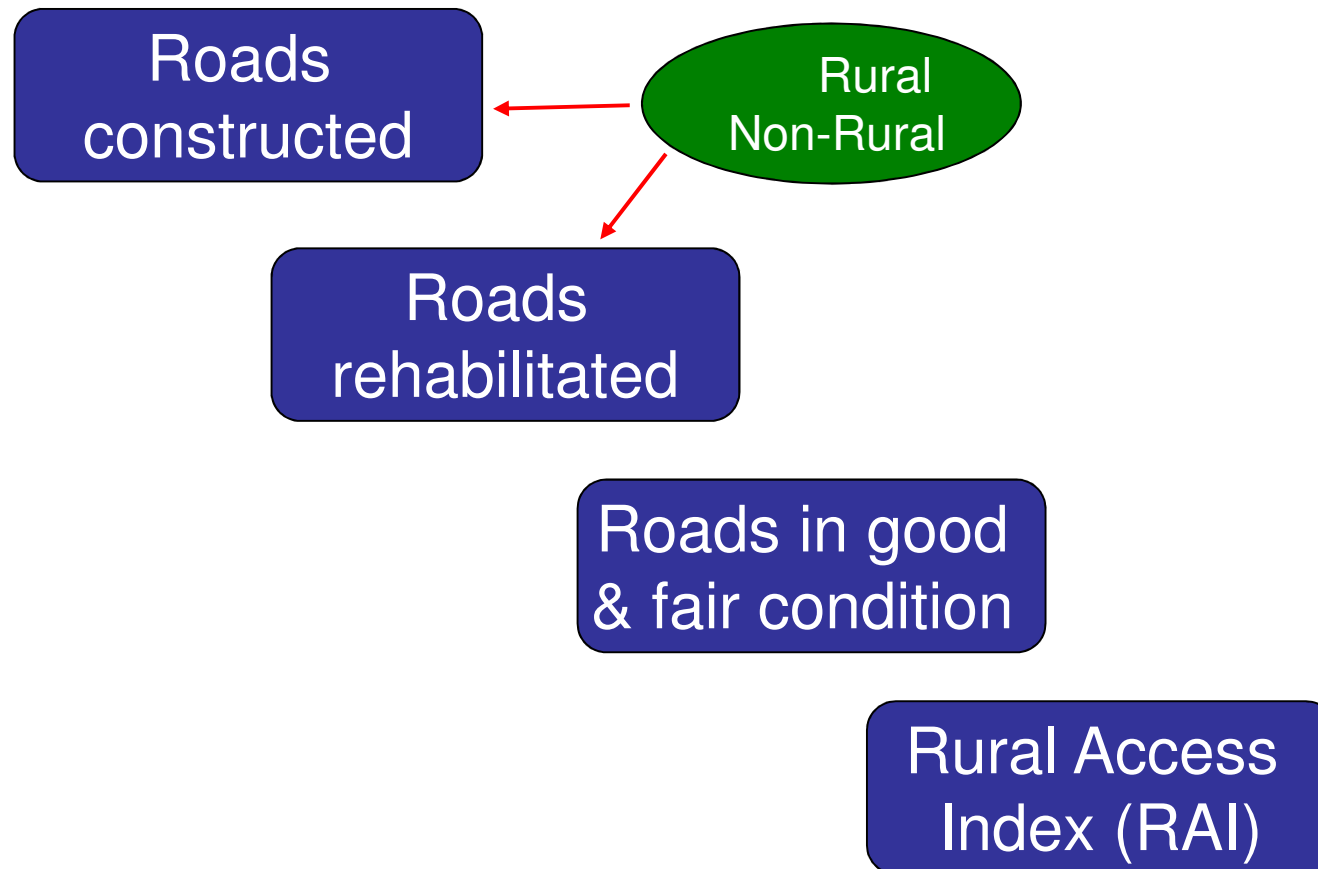 Roads
constructed
Rural
Non-Rural
Roads
rehabilitated
Roads in good
& fair condition
Rural Access
Index (RAI)